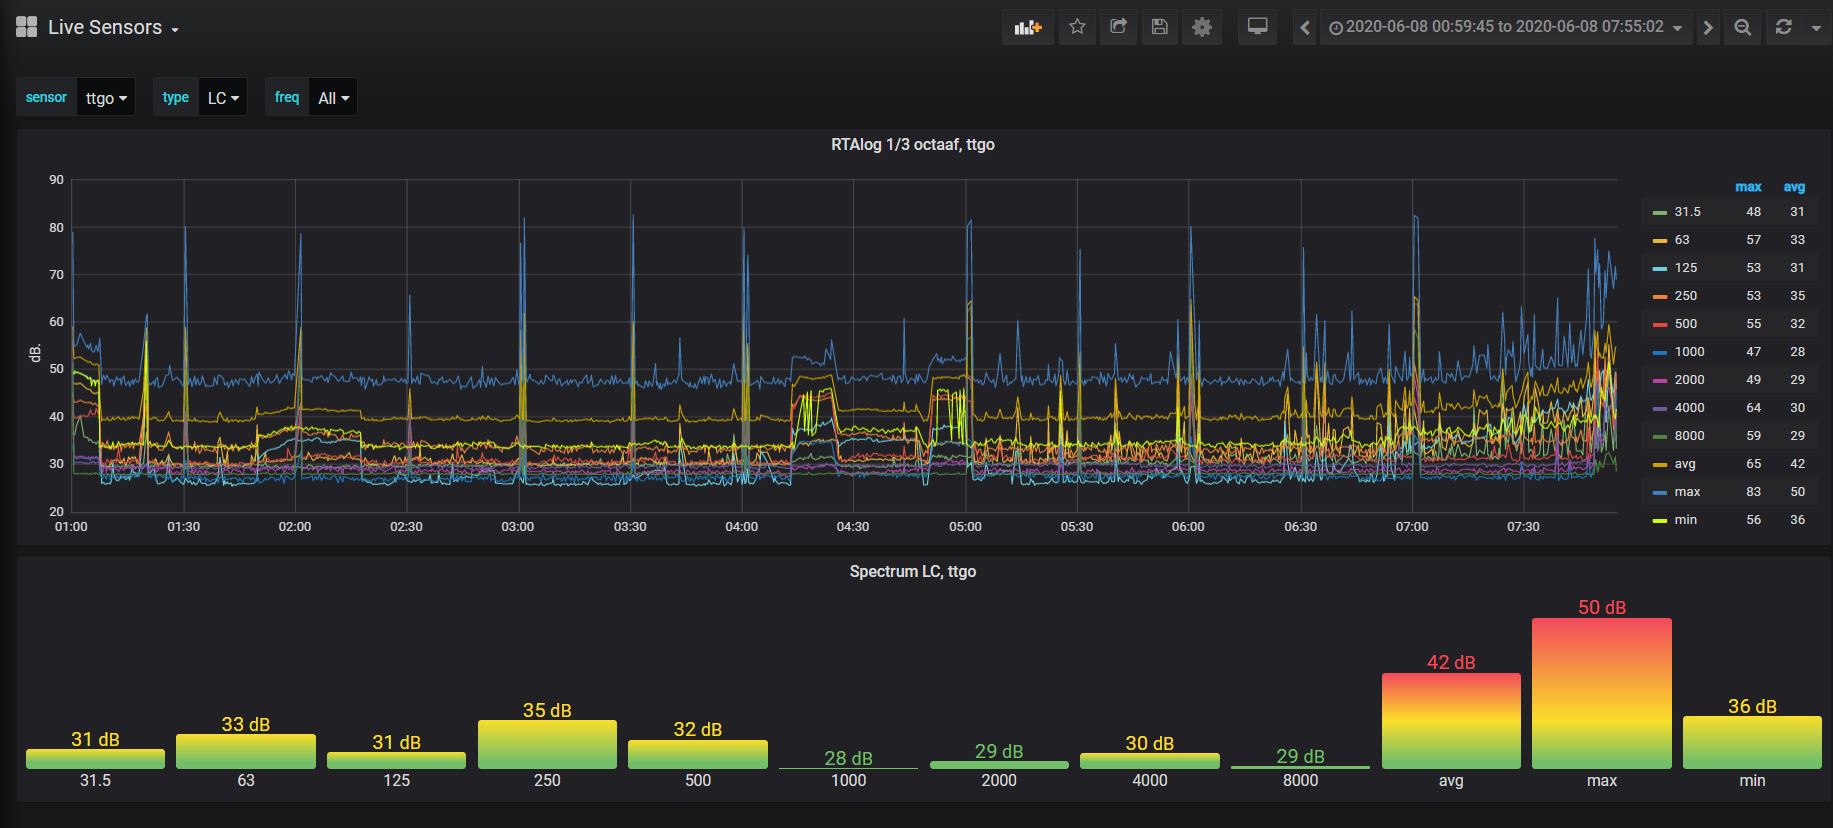 Live Sensors
2020-06-08 00:59:45 to 2020-06-08 07:55:02
sensor ttgo type LC freq All
RTAlog 1/3 octaaf, ttgo
dB.
90
80
70
60
50
40
30
20
01:00 01:30 02:00 02:30 03:00 03:30 04:00 04:30 05:00 05:30 06:00 06:30 07:00 07:30
max avg
31.5 48 31
63 57 33
125 53 31
250 53 35
500 55 32
1000 47 28
2000 49 29
4000 64 30
8000 59 29
avg 65 42
max 83 50
min 56 36
Spectrum LC, ttgo
31 dB 33 dB 31 dB 35 dB 32 dB 28 dB 29 dB 30 dB 29 dB 42 dB 50 dB 36 dB
31.5 63 125 250 500 1000 2000 4000 8000 avg max min